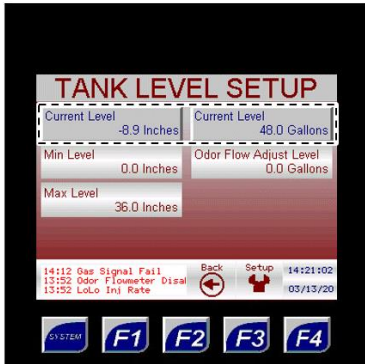 TANK LEVEL SETUP
Current Level
-8.9 Inches
Current Level
48.0 Gallons
Min Level
0.0 Inches
Odor Flow Adjust Level
0.0 Gallons
Max Level
36.0 Inches
14:12 Gas Signal Fail
13:52 Odor Flowmeter Disal
13:52 LoLo Inj Rate
Back
Setup
14:21:02
03/13/20
SYSTEM
F1
F2
F3
F4